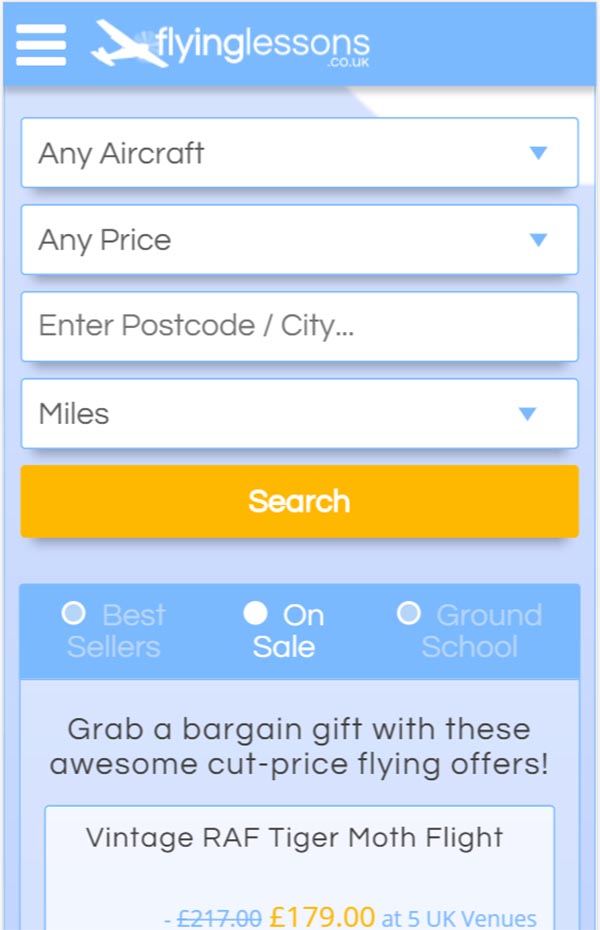 flyinglessons
.co.uk
Any Aircraft
Any Price
Enter Postcode / City...
Miles
Search
Best Sellers
On Sale
Ground School
Grab a bargain gift with these
awesome cut-price flying offers!
Vintage RAF Tiger Moth Flight
- £217.00 £179.00 at 5 UK Venues